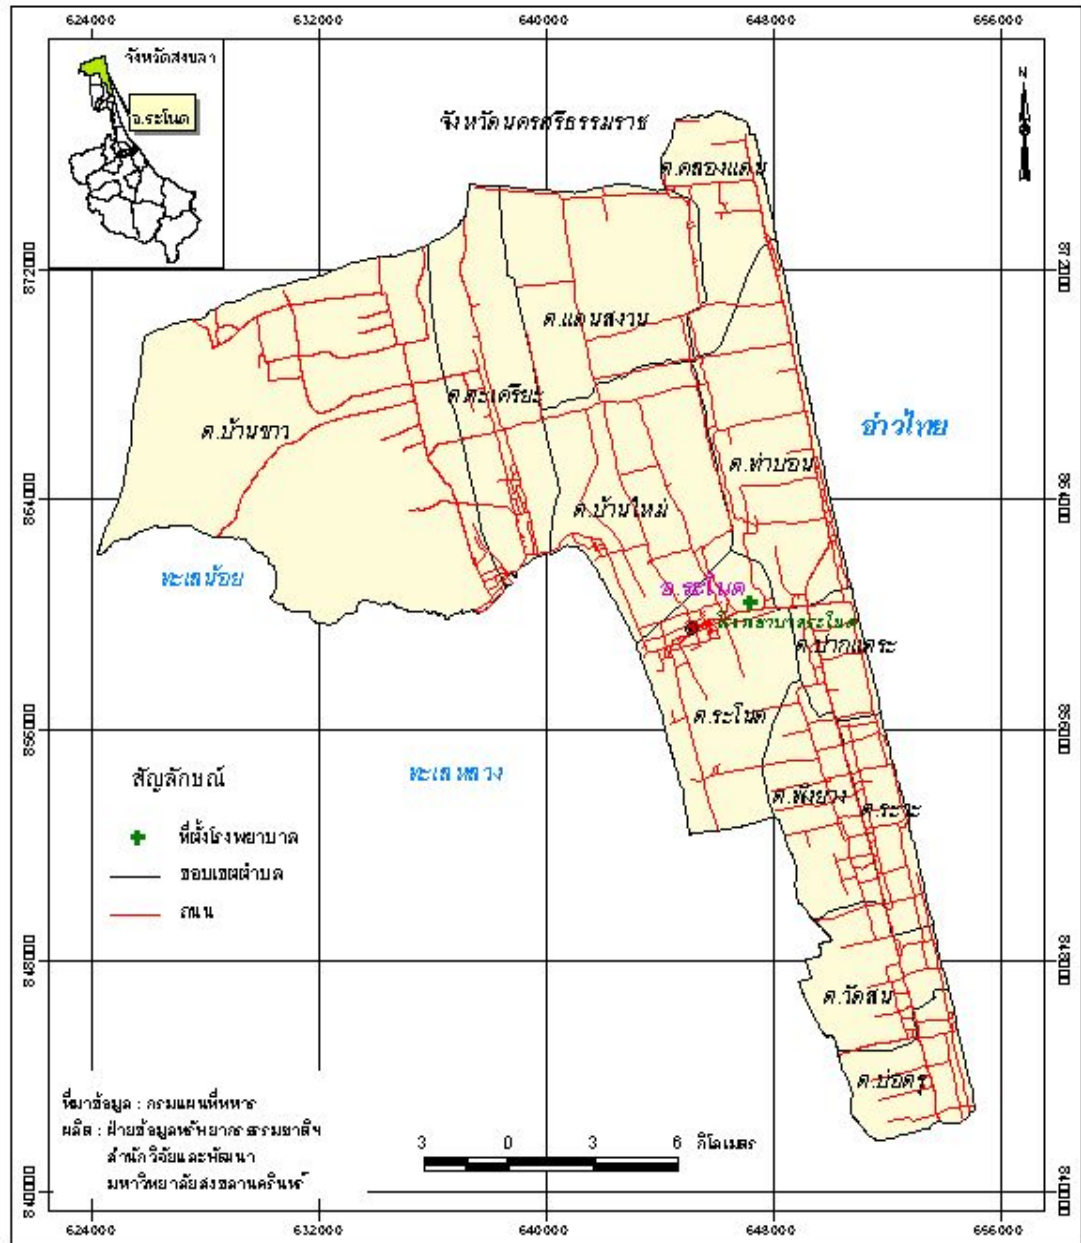 624000 632000 640000 648000 656000
จังหวัดสงขลา
อ.ระโนด
N
จังหวัดนครศรีธรรมราช
ต.คลองแดน
872000 872000
ต.แดนสงวน
ต.ตะเครียะ
ต.บ้านขาว
อ่าวไทย
ต.ท่าบอน
864000 864000
ต.บ้านใหม่
ทะเลน้อย
อ.ระโนด
โรงพยาบาลระโนด
ต.ปากแตระ
ต.ระโนด
856000 856000
ทะเลหลวง
สัญลักษณ์
ต.พังยาง
ต.ระวะ
ที่ตั้งโรงพยาบาล
ขอบเขตตำบล
ถนน
848000 848000
ต.วัดสน
ต.บ่อตรุ
ที่มาข้อมูล : กรมแผนที่ทหาร
ผลิต : ฝ่ายข้อมูลทรัพยากรธรรมชาติฯ
สำนักวิจัยและพัฒนา
มหาวิทยาลัยสงขลานครินทร์
3 0 3 6 กิโลเมตร
840000 840000
624000 632000 640000 648000 656000